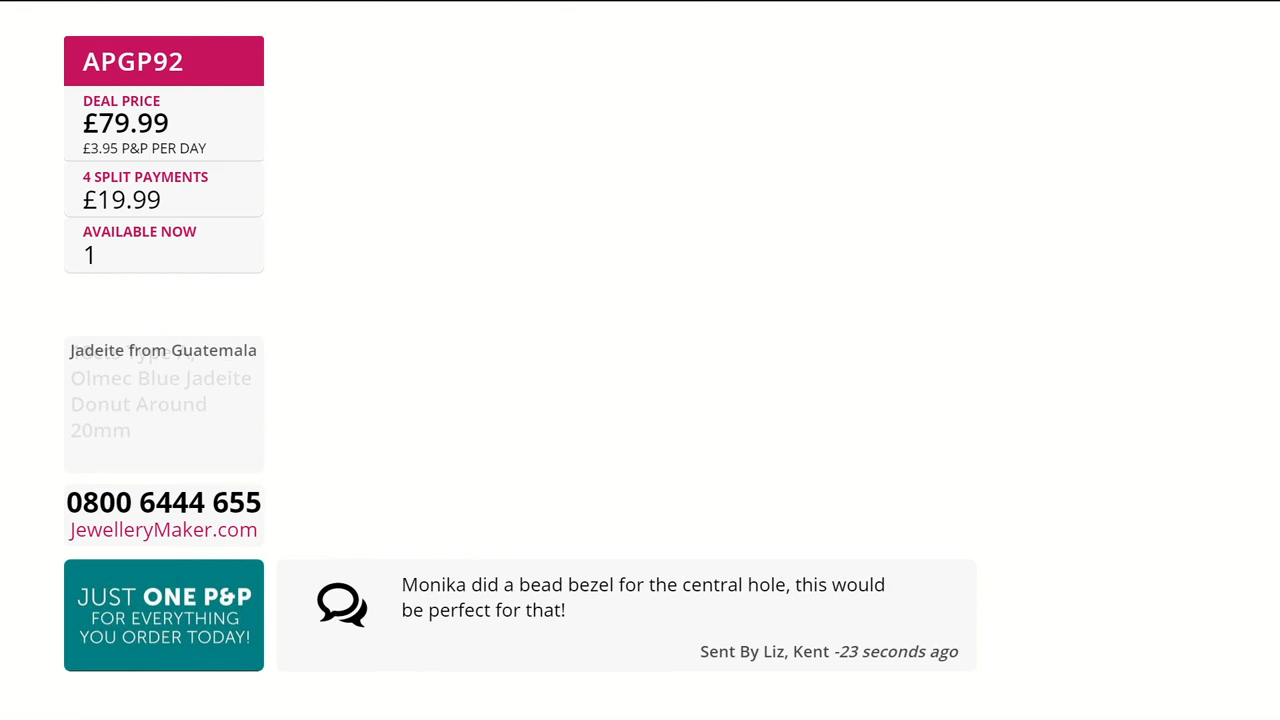 APGP92
DEAL PRICE
£79.99
£3.95 P&P PER DAY
4 SPLIT PAYMENTS
£19.99
AVAILABLE NOW
1
Jadeite from Guatemala
Type A,
Olmec Blue Jadeite
Donut Around
20mm
0800 6444 655
JewelleryMaker.com
JUST ONE P&P
FOR EVERYTHING
YOU ORDER TODAY!
Monika did a bead bezel for the central hole, this would
be perfect for that!
Sent By Liz, Kent -23 seconds ago